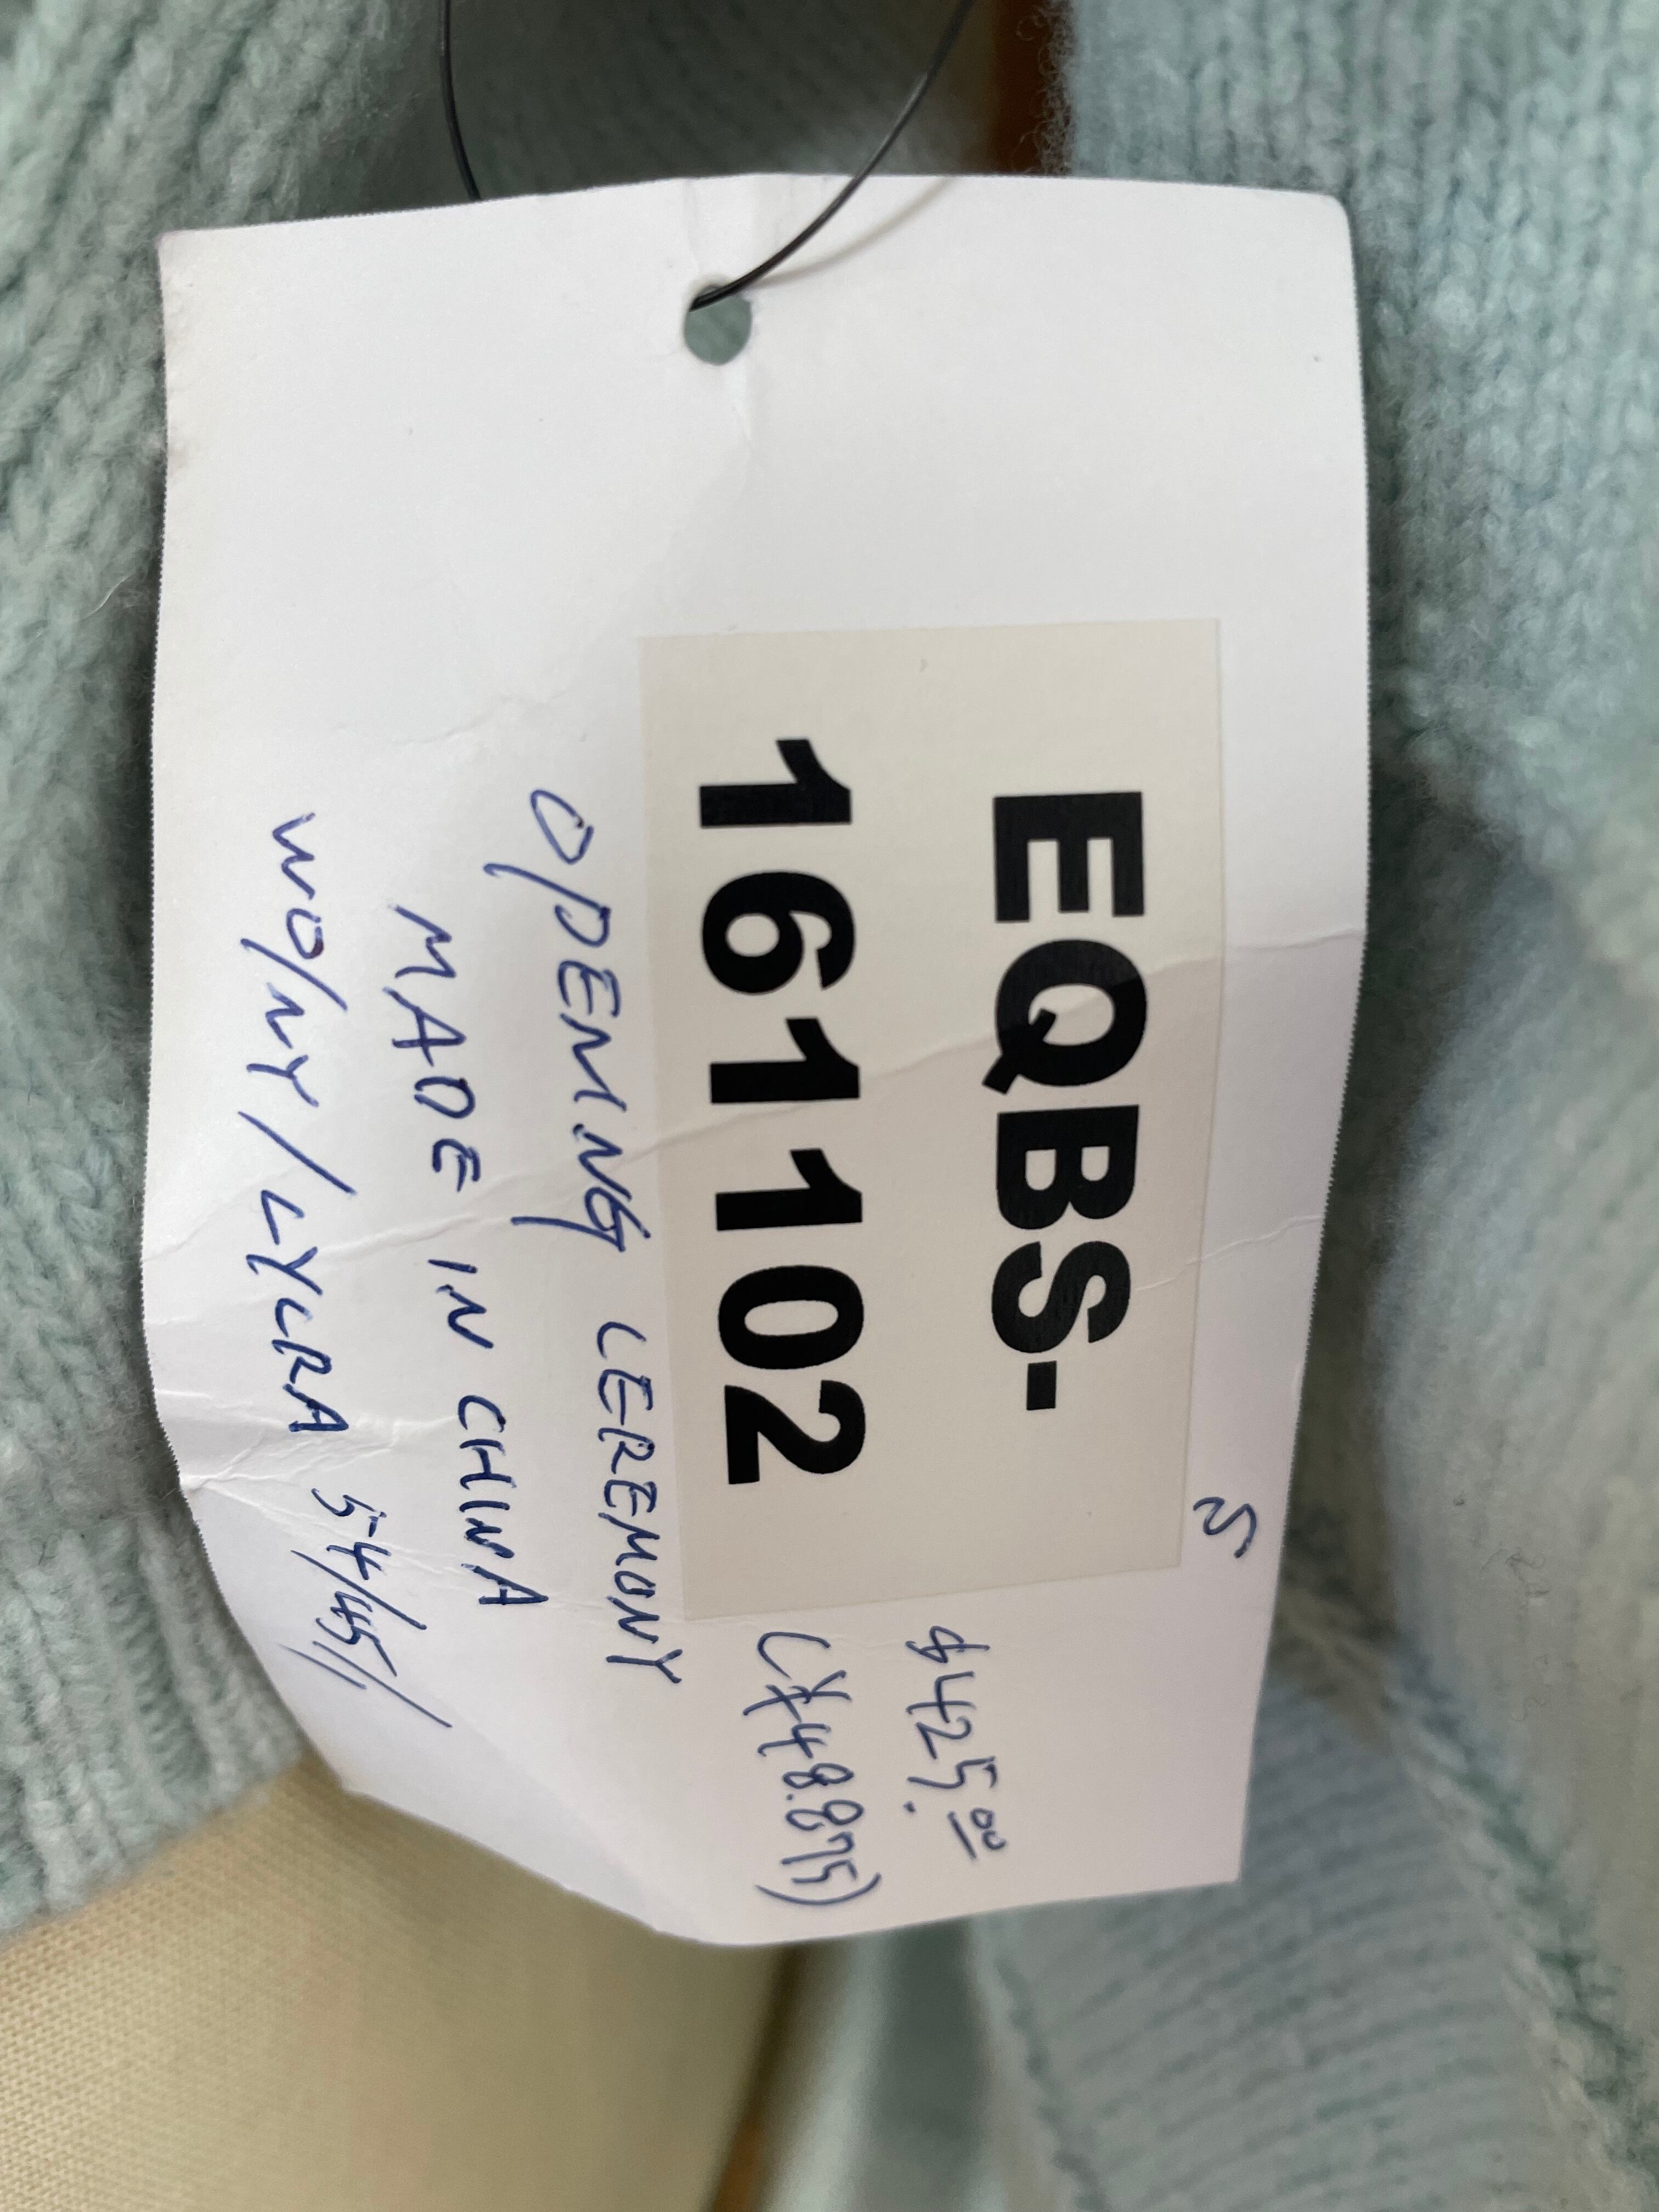 S
EQBS-
161102
$425.00
(¥48.875)
OPENING CEREMONY
MADE IN CHINA
WO/NY/LYCRA 54/45/1